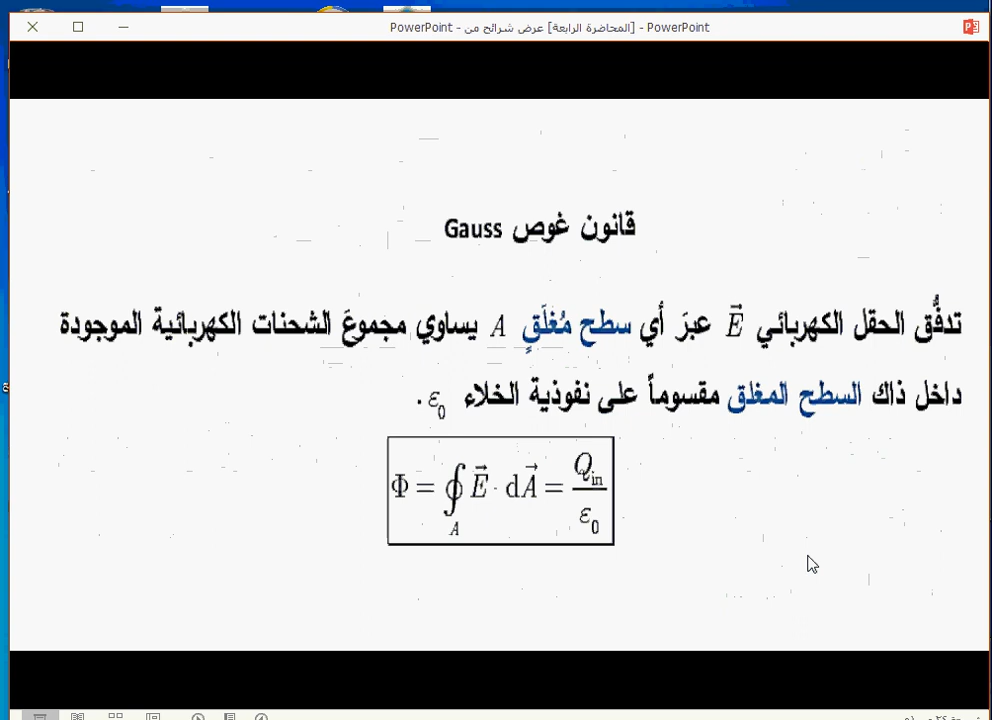 PowerPoint - [المحاضرة الرابعة] عرض شرائح من - PowerPoint
قانون غوص Gauss
تدفُّق الحقل الكهربائي E⃗ عبرَ أي سطح مُغلَقٍ A يساوي مجموعَ الشحنات الكهربائية الموجودة
داخل ذاك السطح المغلق مقسوماً على نفوذية الخلاء ε₀ .
Φ = ∮_A E⃗ · dA⃗ = Q_in / ε₀